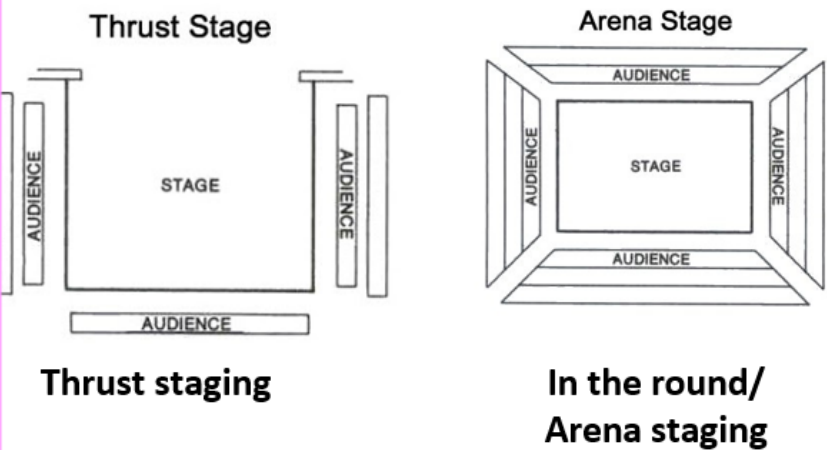 Thrust Stage
AUDIENCE
STAGE
AUDIENCE
AUDIENCE
Thrust staging
Arena Stage
AUDIENCE
AUDIENCE
STAGE
AUDIENCE
AUDIENCE
In the round/
Arena staging